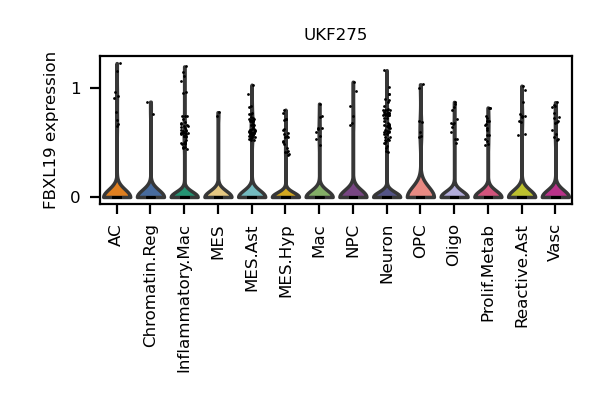 UKF275
FBXL19 expression
1
0
AC
Chromatin.Reg
Inflammatory.Mac
MES
MES.Ast
MES.Hyp
Mac
NPC
Neuron
OPC
Oligo
Prolif.Metab
Reactive.Ast
Vasc